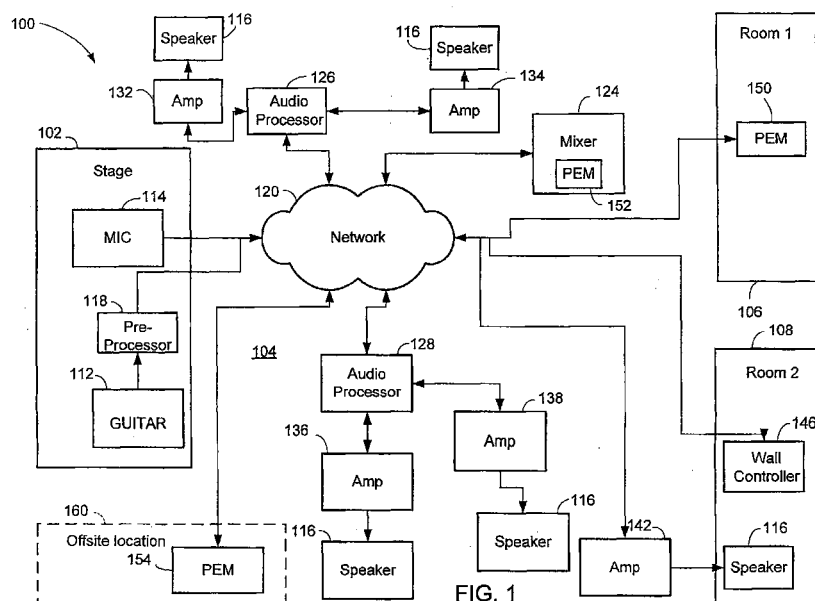 100
Speaker
116
132
Amp
126
Audio
Processor
116
Speaker
134
Amp
124
Mixer
PEM
152
Room 1
150
PEM
106
102
Stage
114
MIC
118
Pre-
Processor
112
GUITAR
120
Network
104
128
Audio
Processor
136
Amp
138
Amp
116
Speaker
116
Speaker
142
Amp
108
Room 2
146
Wall
Controller
116
Speaker
160
Offsite location
154
PEM
FIG. 1